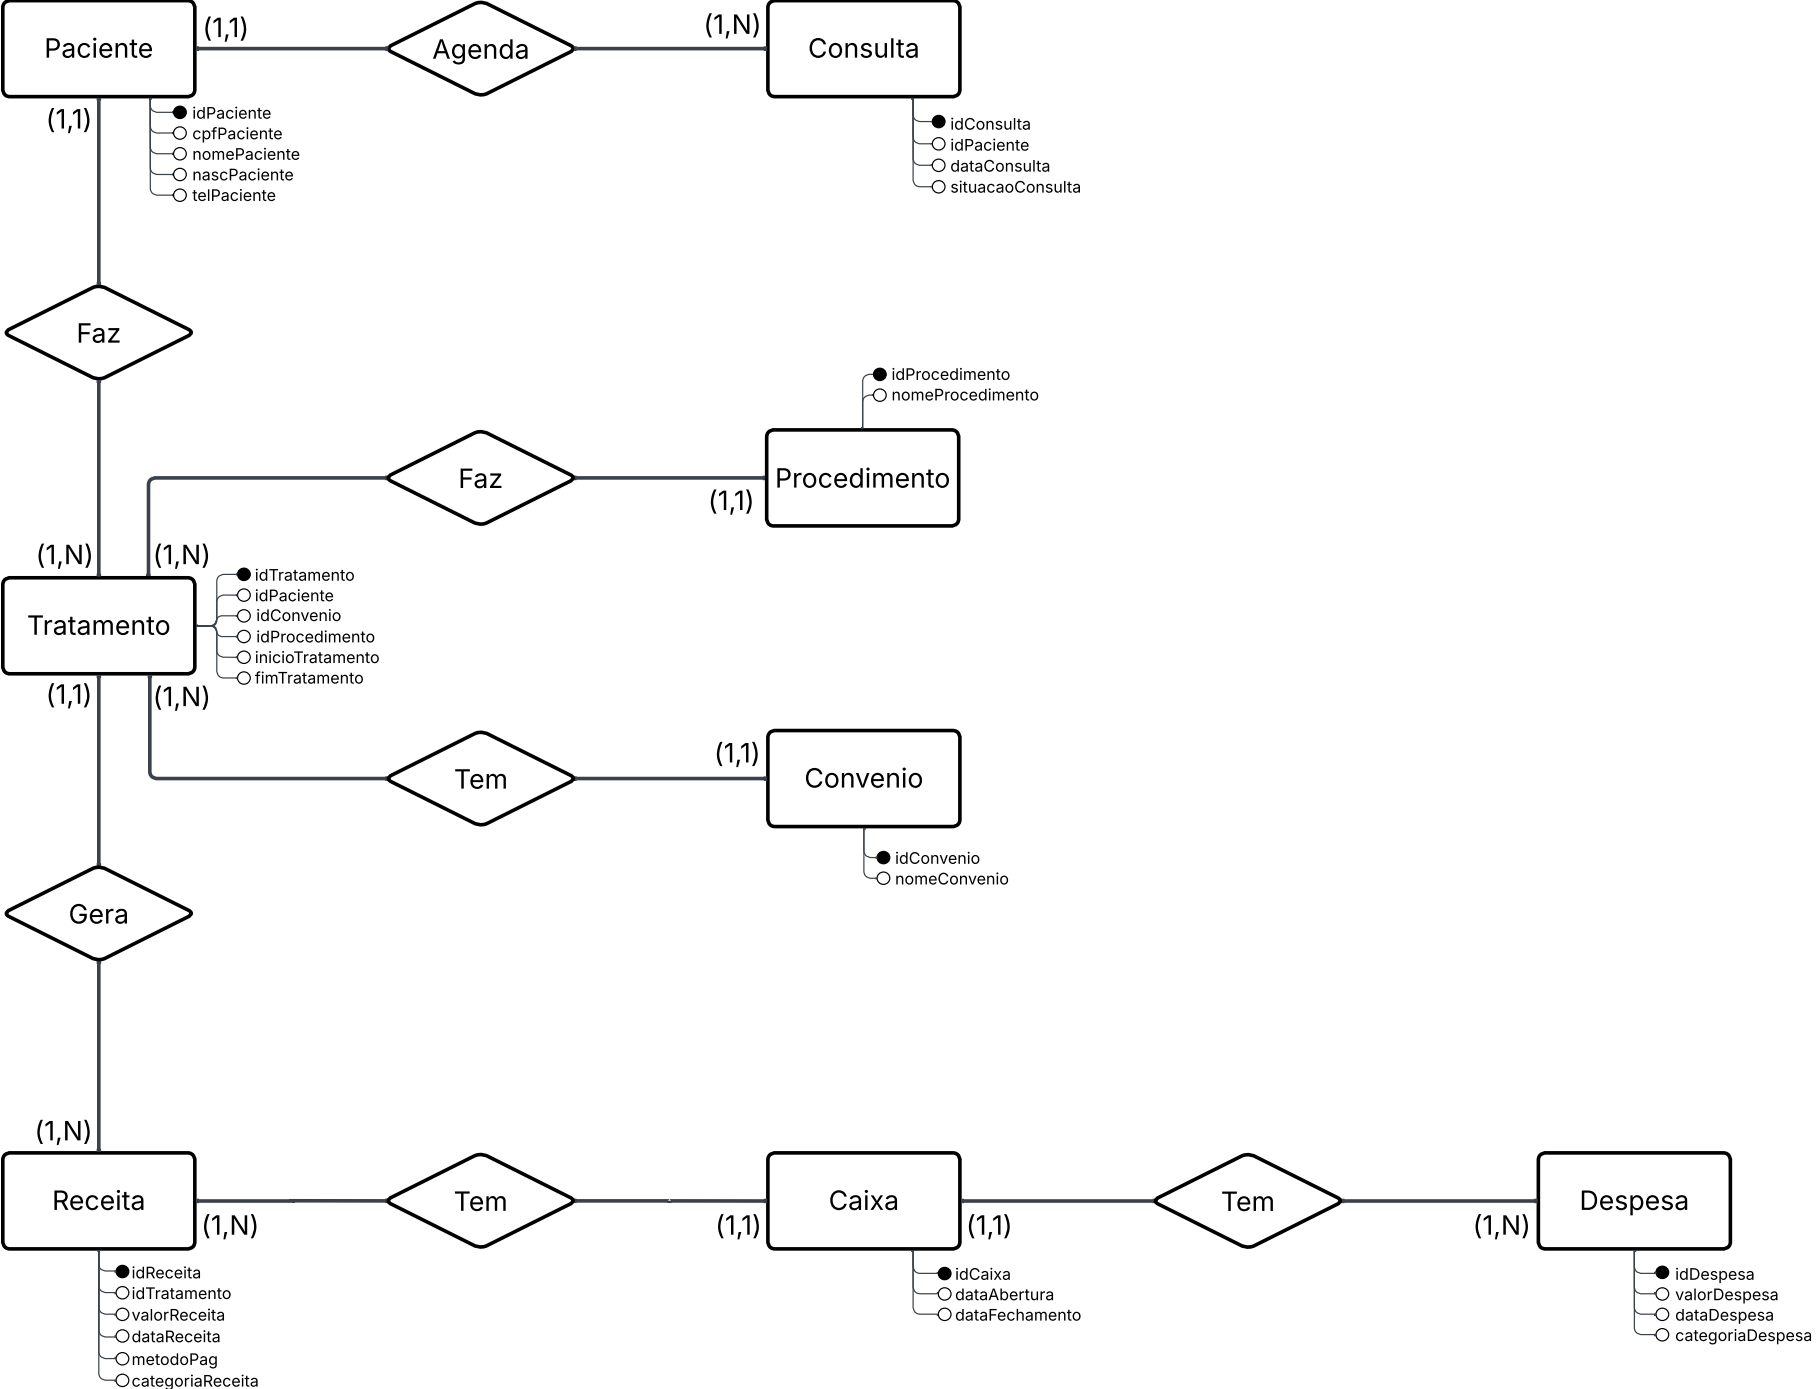 Paciente
(1,1)
Agenda
(1,N)
Consulta
(1,1)
idPaciente
cpfPaciente
nomePaciente
nascPaciente
telPaciente
idConsulta
idPaciente
dataConsulta
situacaoConsulta
Faz
idProcedimento
nomeProcedimento
Faz
Procedimento
(1,1)
(1,N)
(1,N)
Tratamento
idTratamento
idPaciente
idConvenio
idProcedimento
inicioTratamento
fimTratamento
(1,1)
(1,N)
Tem
(1,1)
Convenio
idConvenio
nomeConvenio
Gera
(1,N)
Receita
(1,N)
Tem
(1,1)
Caixa
(1,1)
Tem
(1,N)
Despesa
idReceita
idTratamento
valorReceita
dataReceita
metodoPag
categoriaReceita
idCaixa
dataAbertura
dataFechamento
idDespesa
valorDespesa
dataDespesa
categoriaDespesa